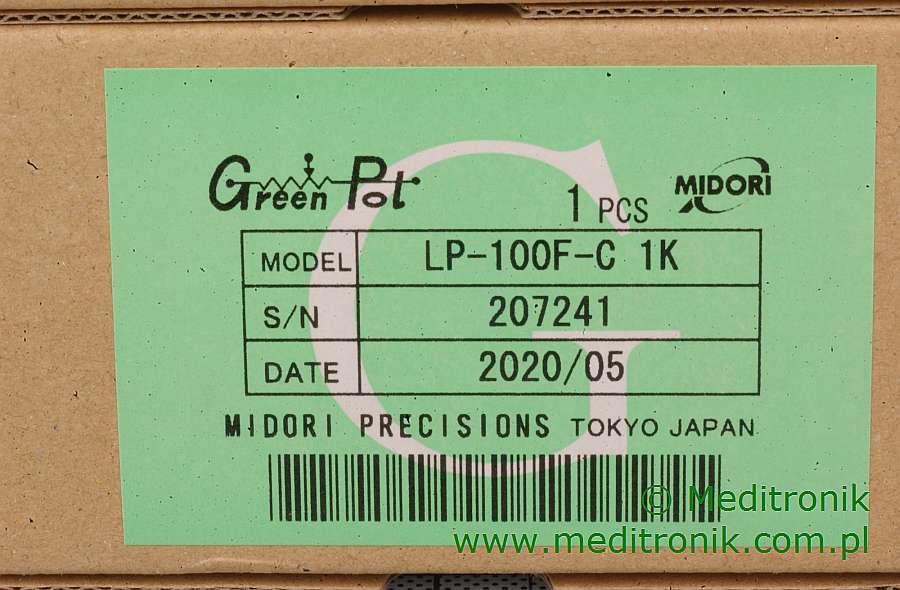 Green Pot
1 PCS
MIDORI
MODEL LP-100F-C 1K
S/N 207241
DATE 2020/05
MIDORI PRECISIONS TOKYO JAPAN
© Meditronik
www.meditronik.com.pl